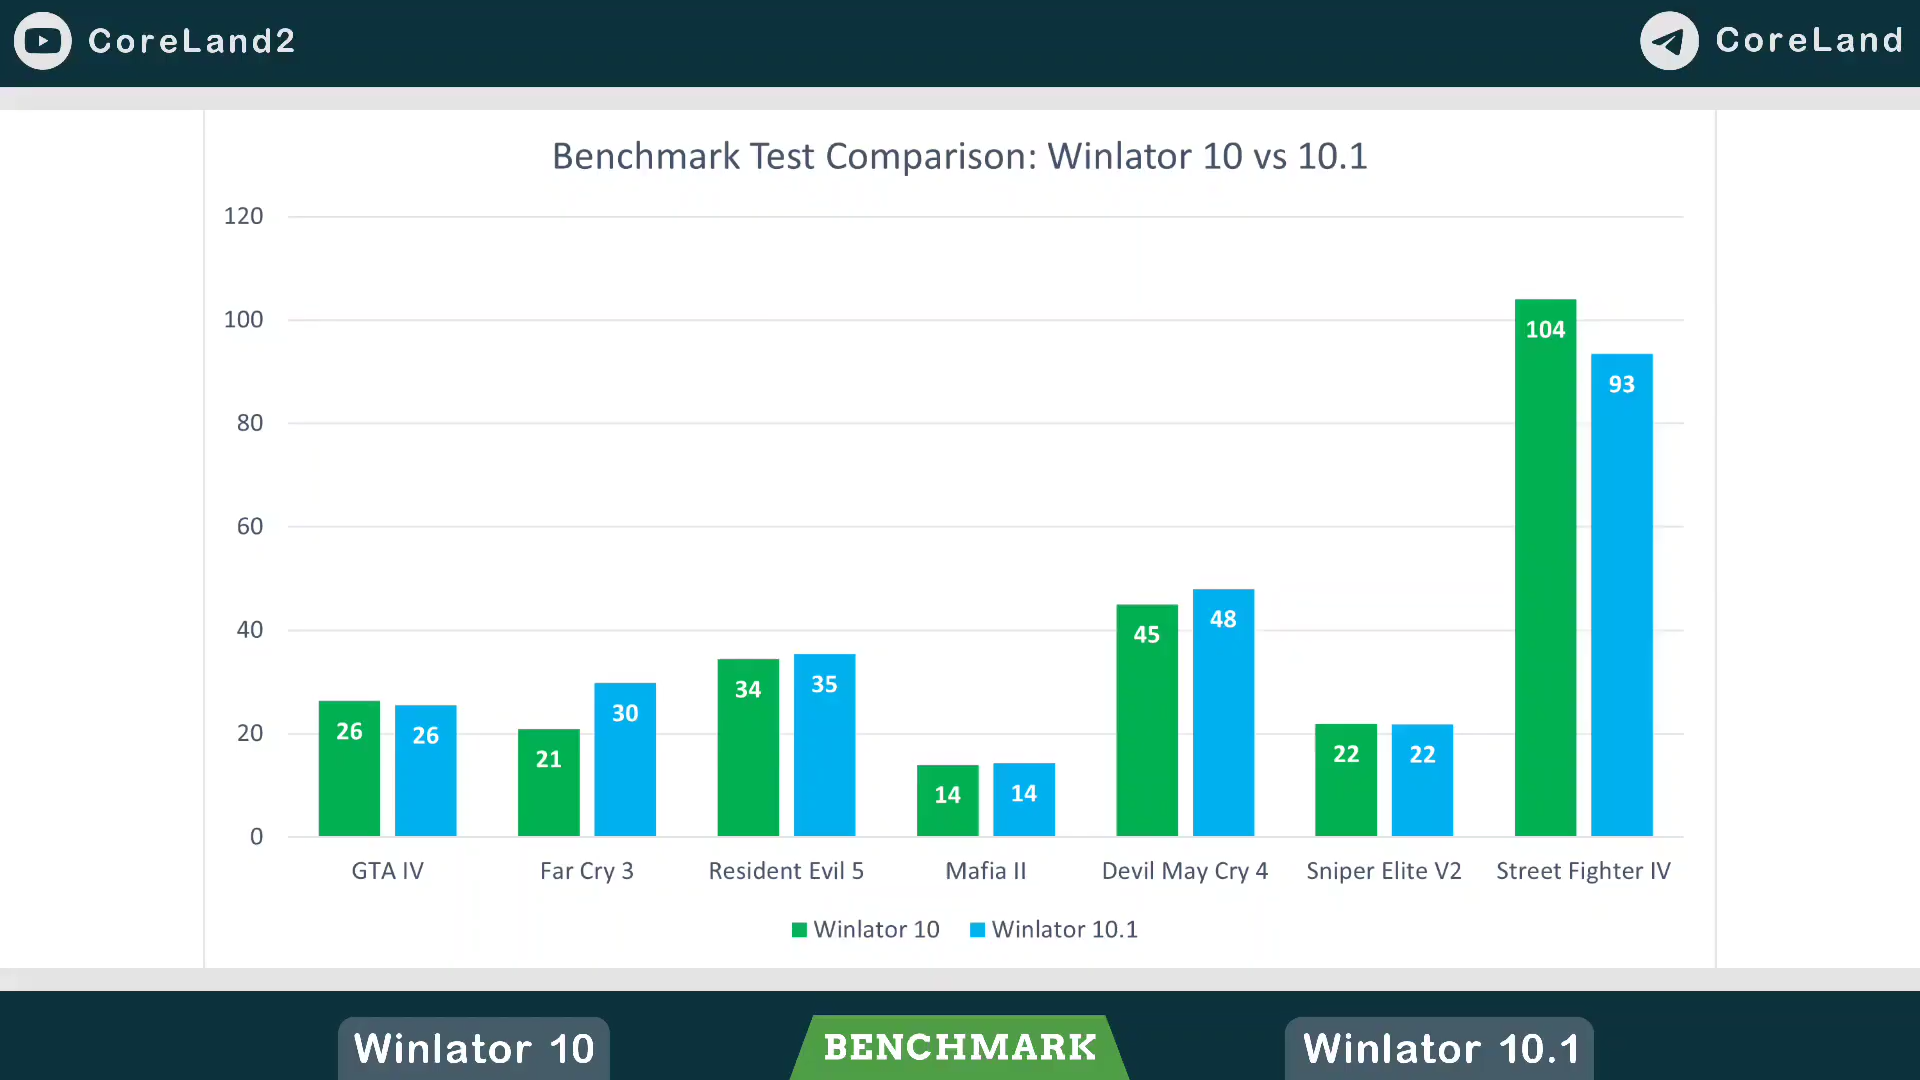 CoreLand2
CoreLand
Benchmark Test Comparison: Winlator 10 vs 10.1
120
100
80
60
40
20
0
26
26
21
30
34
35
14
14
45
48
22
22
104
93
GTA IV
Far Cry 3
Resident Evil 5
Mafia II
Devil May Cry 4
Sniper Elite V2
Street Fighter IV
Winlator 10
Winlator 10.1
Winlator 10
BENCHMARK
Winlator 10.1